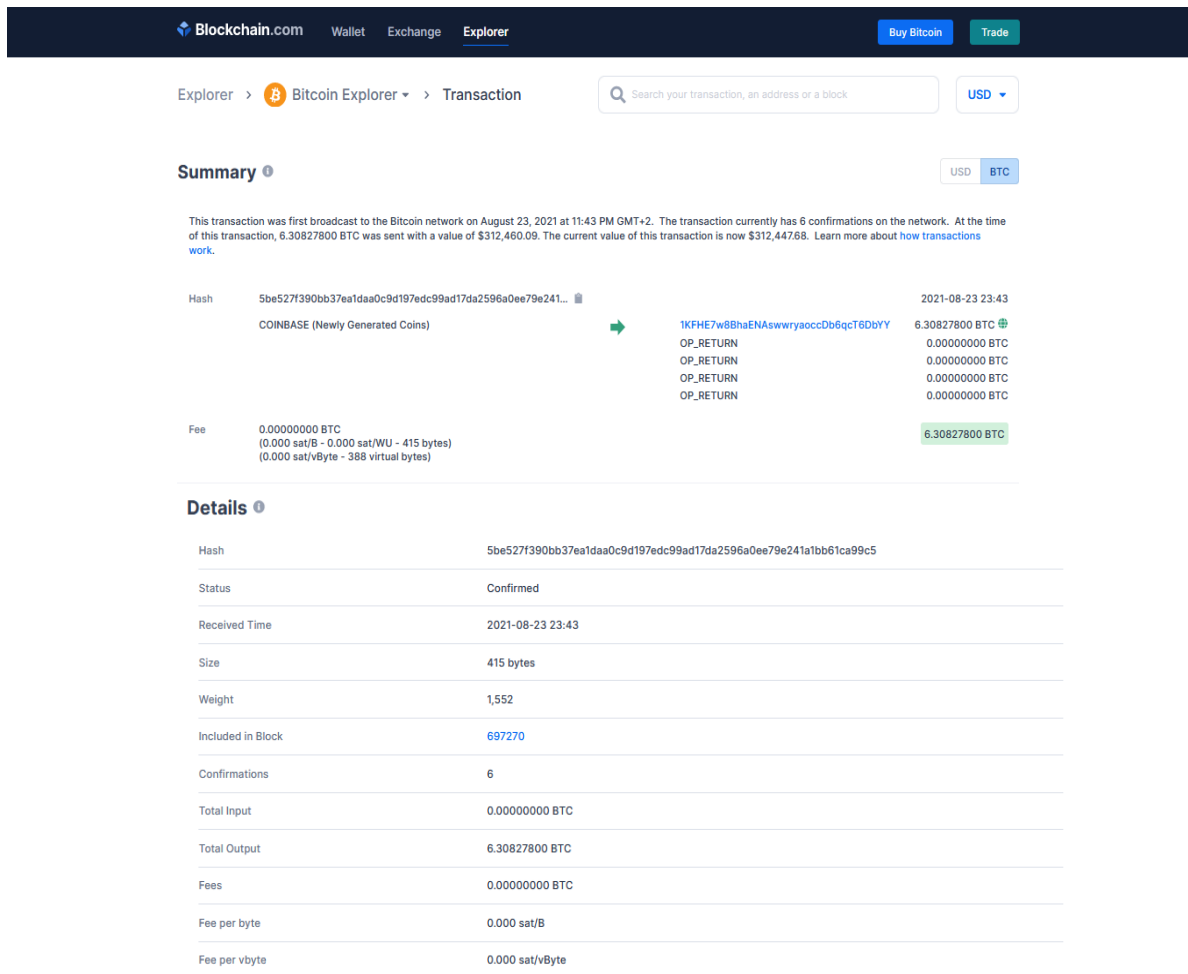 Blockchain.com Wallet Exchange Explorer Buy Bitcoin Trade
Explorer > Bitcoin Explorer > Transaction Search your transaction, an address or a block USD
Summary USD BTC
This transaction was first broadcast to the Bitcoin network on August 23, 2021 at 11:43 PM GMT+2. The transaction currently has 6 confirmations on the network. At the time
of this transaction, 6.30827800 BTC was sent with a value of $312,460.09. The current value of this transaction is now $312,447.68. Learn more about how transactions
work.
Hash 5be527f390bb37ea1daa0c9d197edc99ad17da2596a0ee79e241... 2021-08-23 23:43
COINBASE (Newly Generated Coins) 1KFHE7w8BhaENAswwryaoccDb6qcT6DbYY 6.30827800 BTC
OP_RETURN 0.00000000 BTC
OP_RETURN 0.00000000 BTC
OP_RETURN 0.00000000 BTC
OP_RETURN 0.00000000 BTC
Fee 0.00000000 BTC 6.30827800 BTC
(0.000 sat/B - 0.000 sat/WU - 415 bytes)
(0.000 sat/vByte - 388 virtual bytes)
Details
Hash 5be527f390bb37ea1daa0c9d197edc99ad17da2596a0ee79e241a1bb61ca99c5
Status Confirmed
Received Time 2021-08-23 23:43
Size 415 bytes
Weight 1,552
Included in Block 697270
Confirmations 6
Total Input 0.00000000 BTC
Total Output 6.30827800 BTC
Fees 0.00000000 BTC
Fee per byte 0.000 sat/B
Fee per vbyte 0.000 sat/vByte